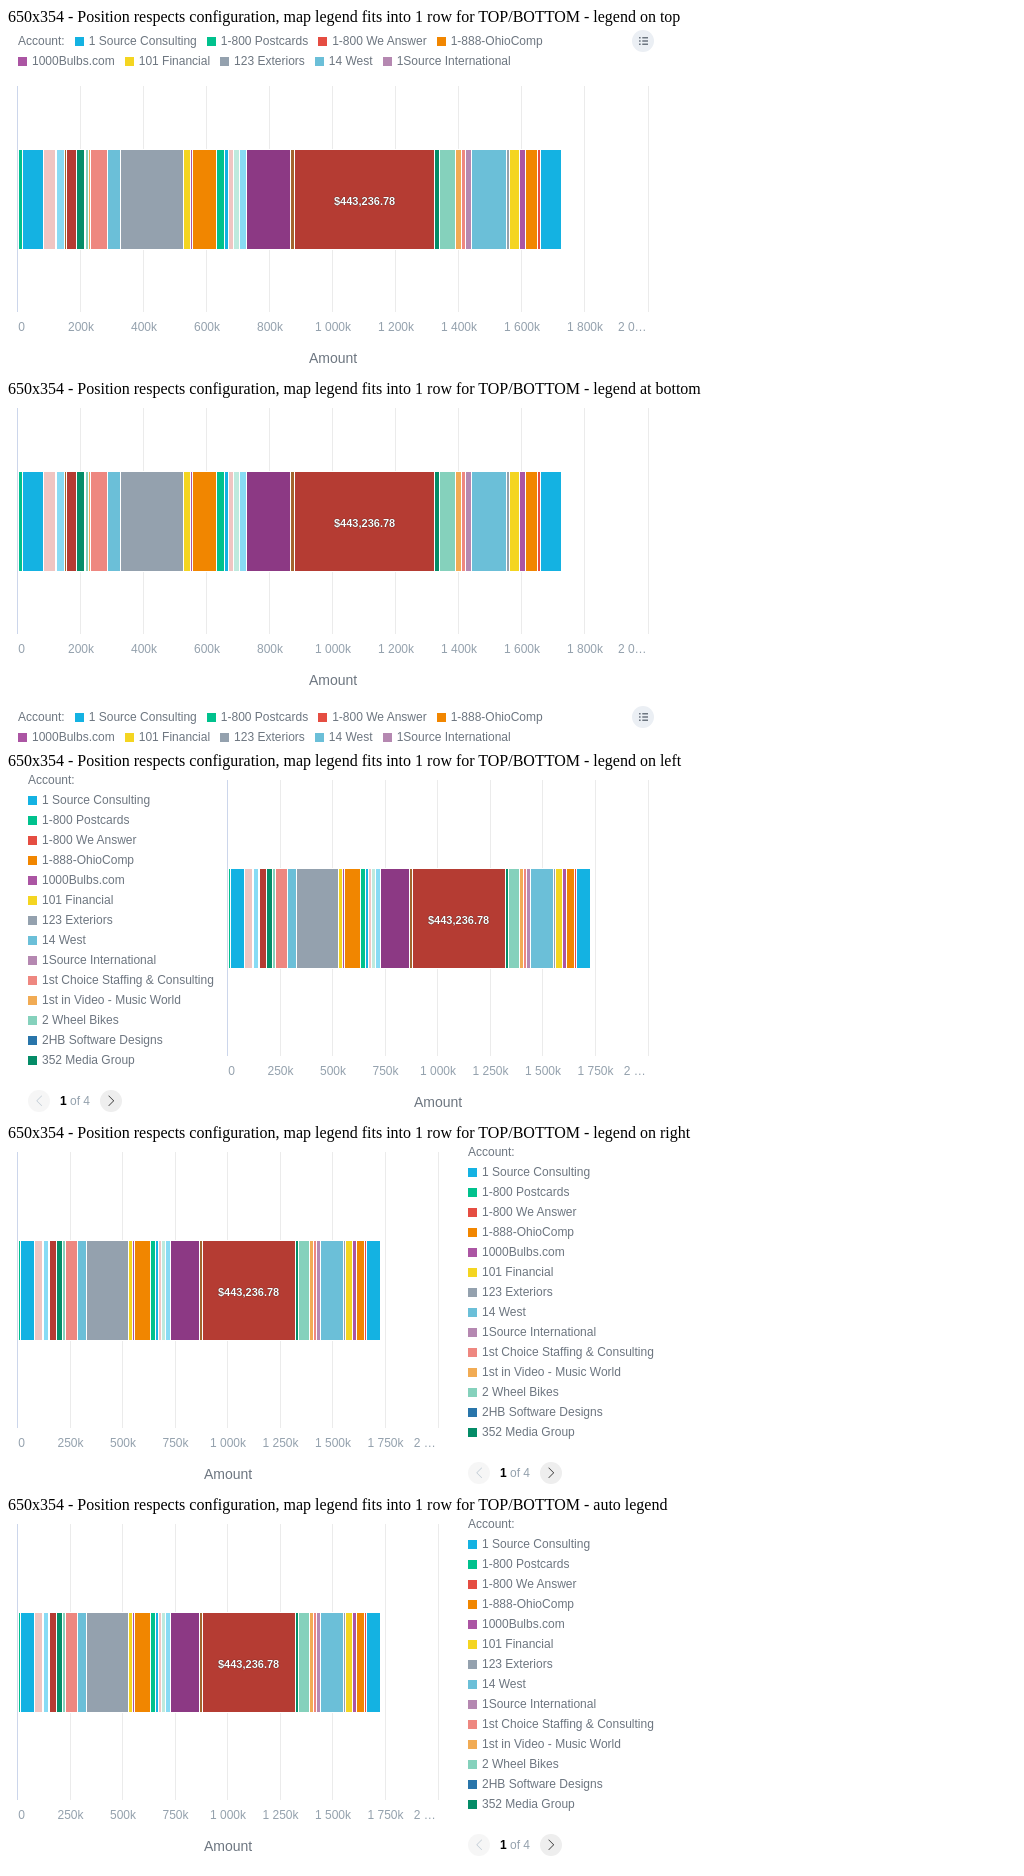 650x354 - Position respects configuration, map legend fits into 1 row for TOP/BOTTOM - legend on top
Account: 1 Source Consulting 1-800 Postcards 1-800 We Answer 1-888-OhioComp
1000Bulbs.com 101 Financial 123 Exteriors 14 West 1Source International
$443,236.78
0 200k 400k 600k 800k 1 000k 1 200k 1 400k 1 600k 1 800k 2 0…
Amount
650x354 - Position respects configuration, map legend fits into 1 row for TOP/BOTTOM - legend at bottom
$443,236.78
0 200k 400k 600k 800k 1 000k 1 200k 1 400k 1 600k 1 800k 2 0…
Amount
Account: 1 Source Consulting 1-800 Postcards 1-800 We Answer 1-888-OhioComp
1000Bulbs.com 101 Financial 123 Exteriors 14 West 1Source International
650x354 - Position respects configuration, map legend fits into 1 row for TOP/BOTTOM - legend on left
Account:
1 Source Consulting
1-800 Postcards
1-800 We Answer
1-888-OhioComp
1000Bulbs.com
101 Financial
123 Exteriors
14 West
1Source International
1st Choice Staffing & Consulting
1st in Video - Music World
2 Wheel Bikes
2HB Software Designs
352 Media Group
1 of 4
$443,236.78
0 250k 500k 750k 1 000k 1 250k 1 500k 1 750k 2 …
Amount
650x354 - Position respects configuration, map legend fits into 1 row for TOP/BOTTOM - legend on right
$443,236.78
0 250k 500k 750k 1 000k 1 250k 1 500k 1 750k 2 …
Amount
Account:
1 Source Consulting
1-800 Postcards
1-800 We Answer
1-888-OhioComp
1000Bulbs.com
101 Financial
123 Exteriors
14 West
1Source International
1st Choice Staffing & Consulting
1st in Video - Music World
2 Wheel Bikes
2HB Software Designs
352 Media Group
1 of 4
650x354 - Position respects configuration, map legend fits into 1 row for TOP/BOTTOM - auto legend
$443,236.78
0 250k 500k 750k 1 000k 1 250k 1 500k 1 750k 2 …
Amount
Account:
1 Source Consulting
1-800 Postcards
1-800 We Answer
1-888-OhioComp
1000Bulbs.com
101 Financial
123 Exteriors
14 West
1Source International
1st Choice Staffing & Consulting
1st in Video - Music World
2 Wheel Bikes
2HB Software Designs
352 Media Group
1 of 4